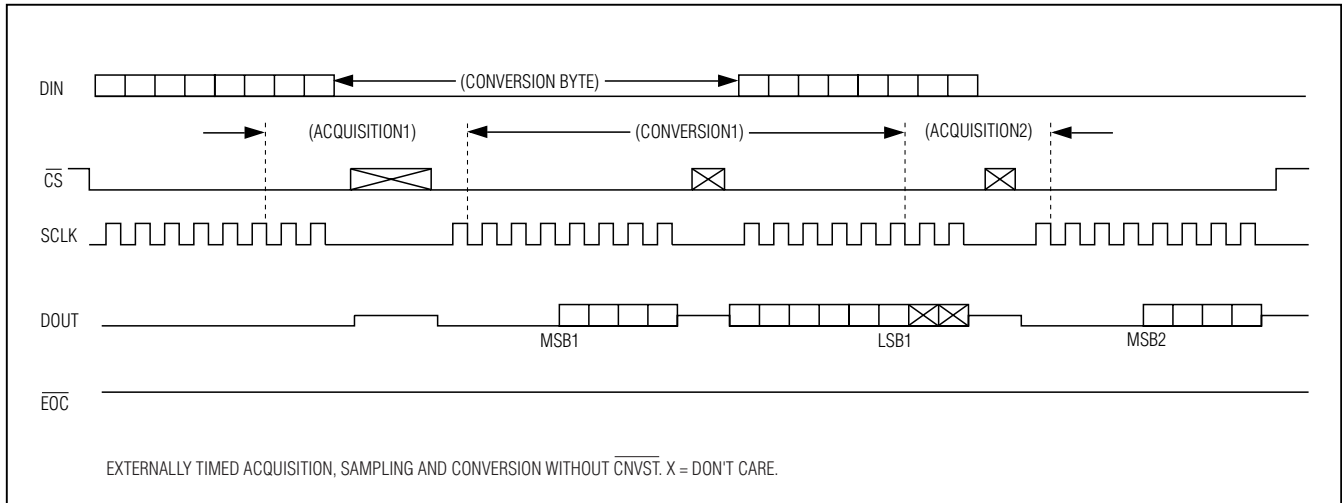 DIN
(CONVERSION BYTE)
(ACQUISITION1)
(CONVERSION1)
(ACQUISITION2)
CS
SCLK
DOUT
MSB1
LSB1
MSB2
EOC
EXTERNALLY TIMED ACQUISITION, SAMPLING AND CONVERSION WITHOUT CNVST. X = DON'T CARE.